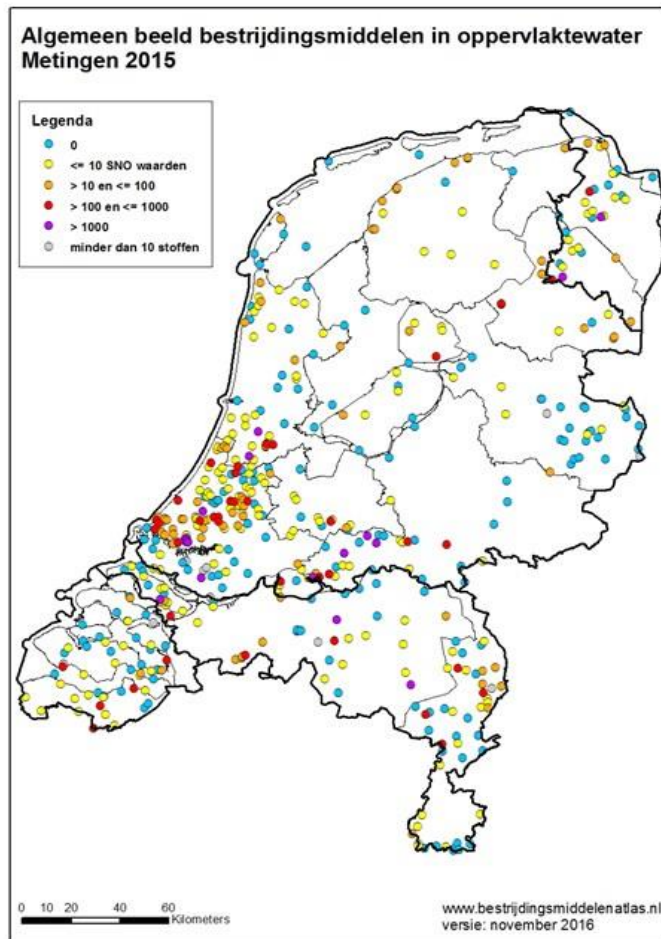 Algemeen beeld bestrijdingsmiddelen in oppervlaktewater
Metingen 2015
Legenda
0
<= 10 SNO waarden
> 10 en <= 100
> 100 en <= 1000
> 1000
minder dan 10 stoffen
0 10 20 40 60
Kilometers
www.bestrijdingsmiddelenatlas.nl
versie: november 2016